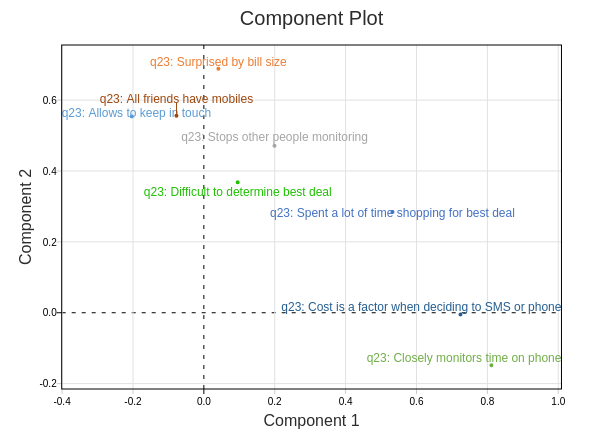 Component Plot
q23: Surprised by bill size
q23: All friends have mobiles
q23: Allows to keep in touch
q23: Stops other people monitoring
q23: Difficult to determine best deal
q23: Spent a lot of time shopping for best deal
q23: Cost is a factor when deciding to SMS or phone
q23: Closely monitors time on phone
Component 2
0.6
0.4
0.2
0.0
-0.2
-0.4
-0.2
0.0
0.2
0.4
0.6
0.8
1.0
Component 1